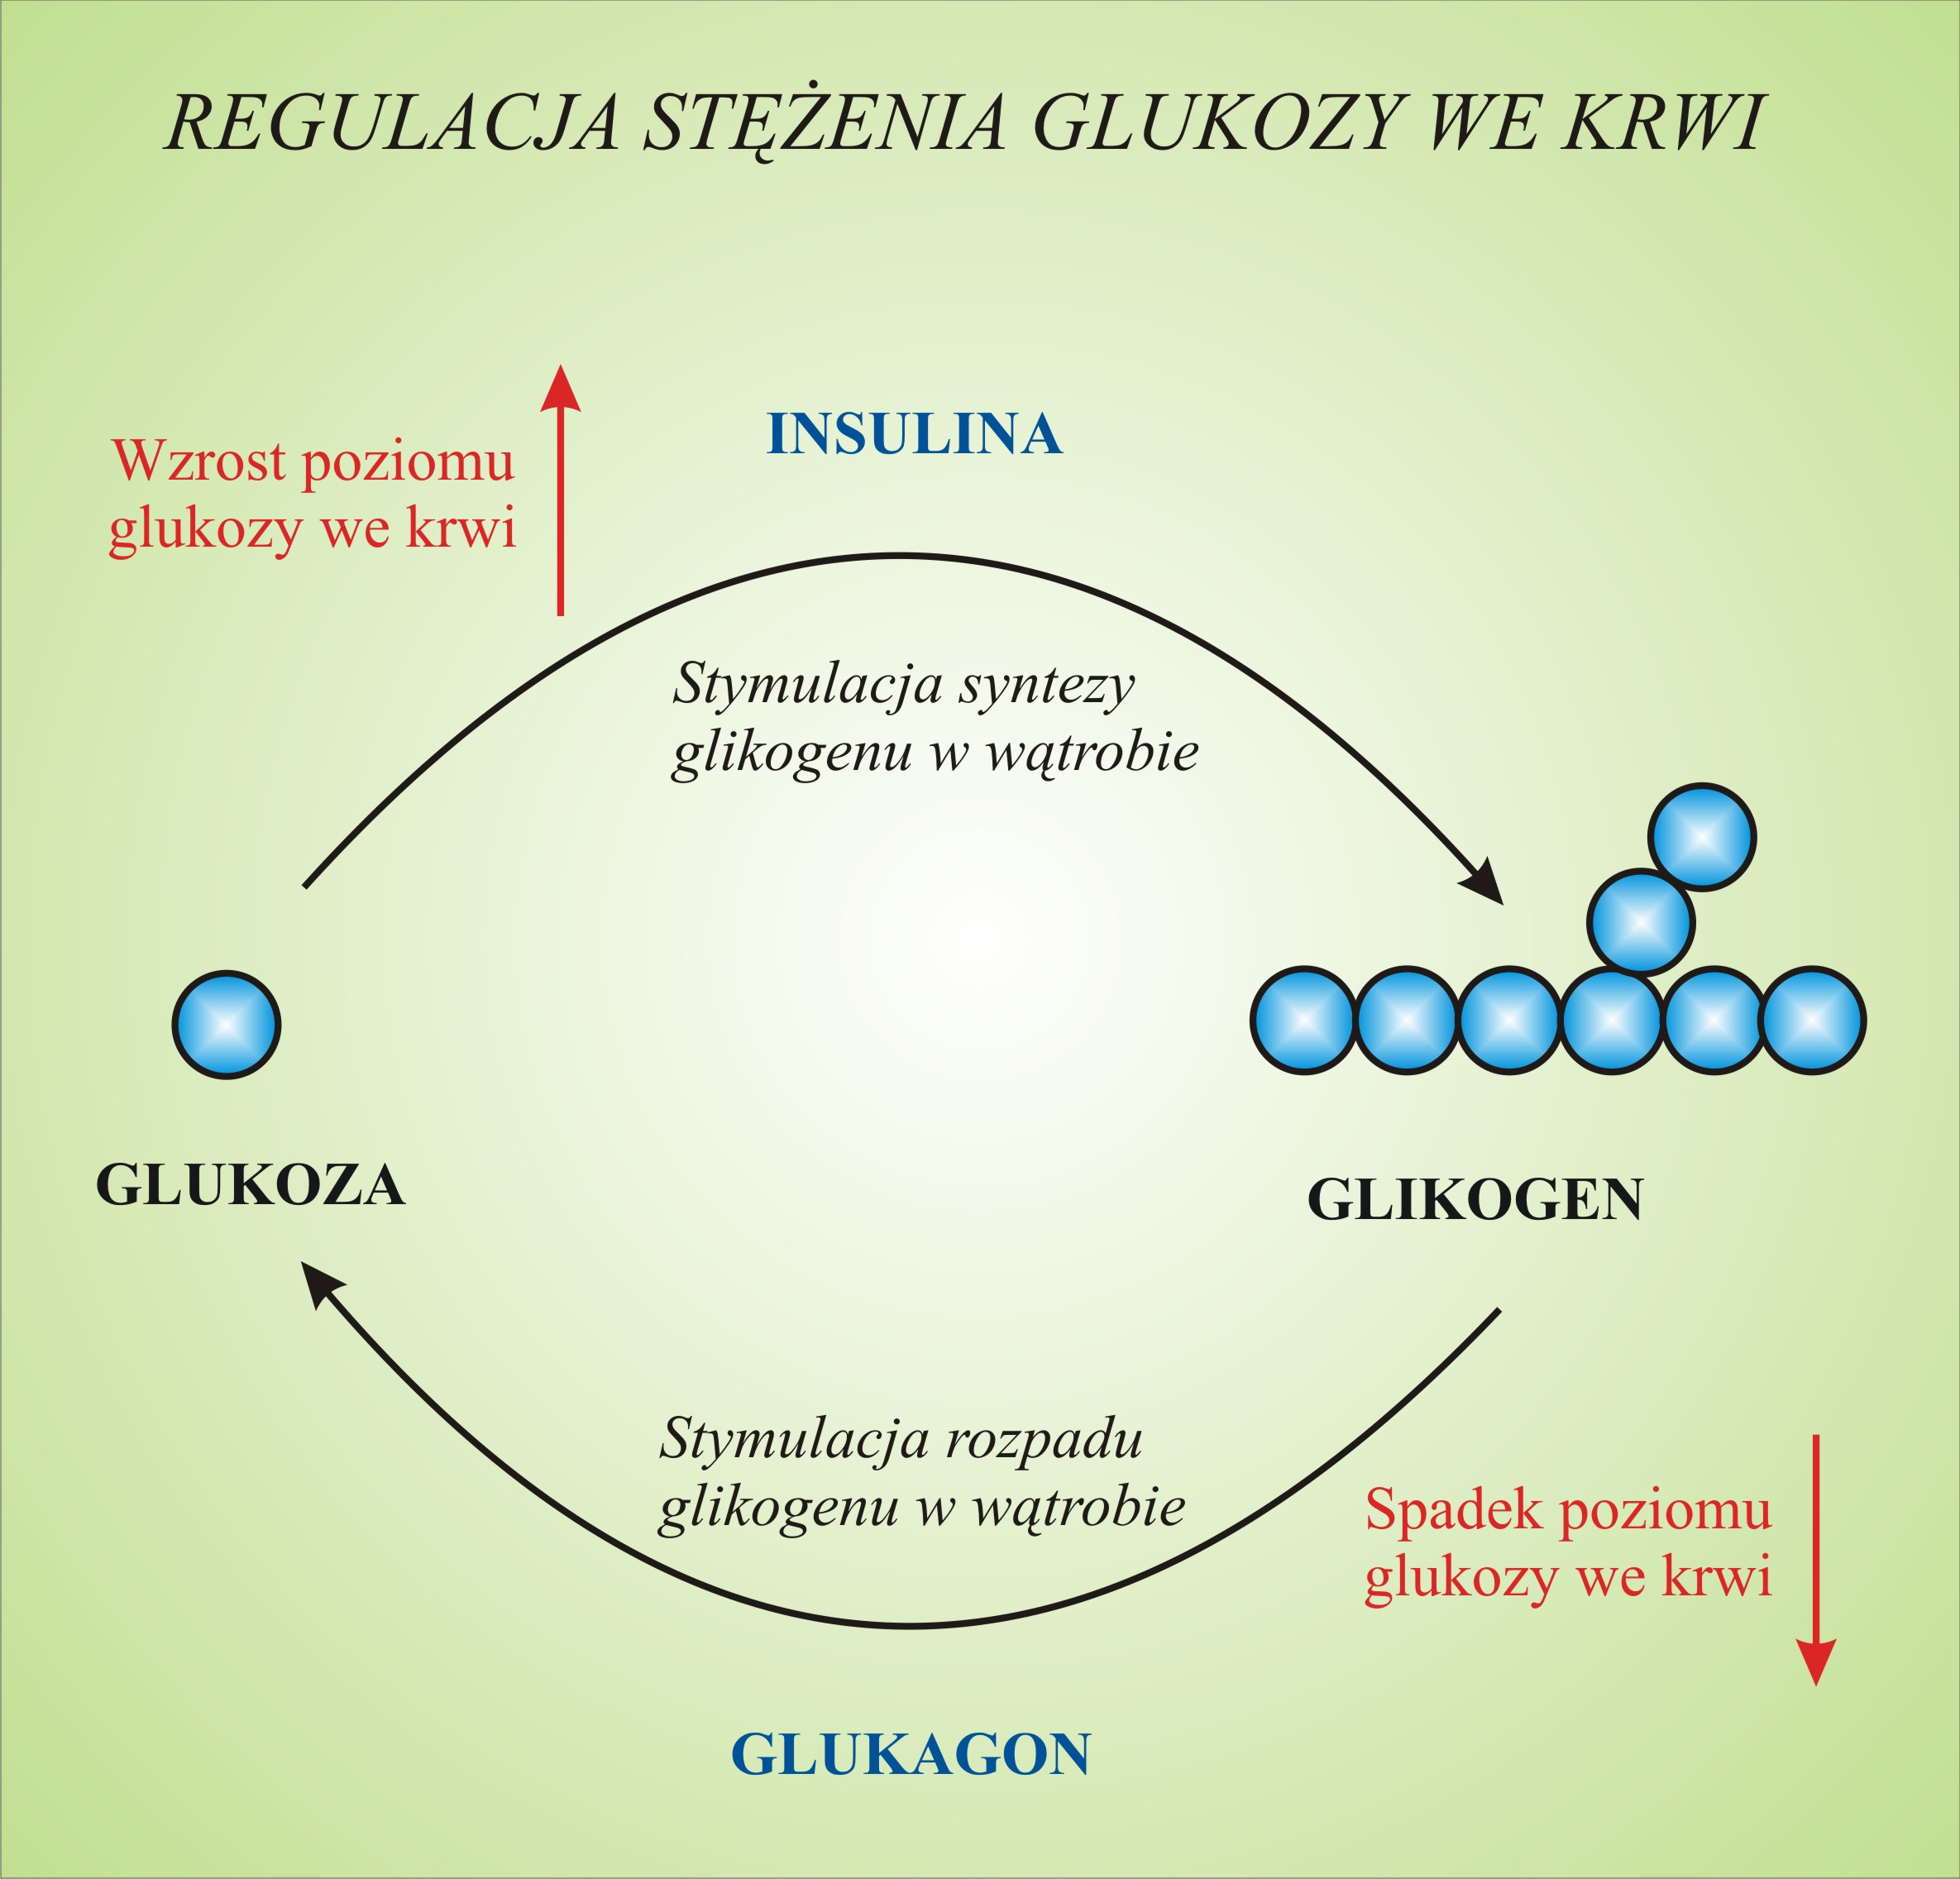 REGULACJA STĘŻENIA GLUKOZY WE KRWI
Wzrost poziomu
glukozy we krwi
INSULINA
Stymulacja syntezy
glikogenu w wątrobie
GLUKOZA
GLIKOGEN
Stymulacja rozpadu
glikogenu w wątrobie
Spadek poziomu
glukozy we krwi
GLUKAGON